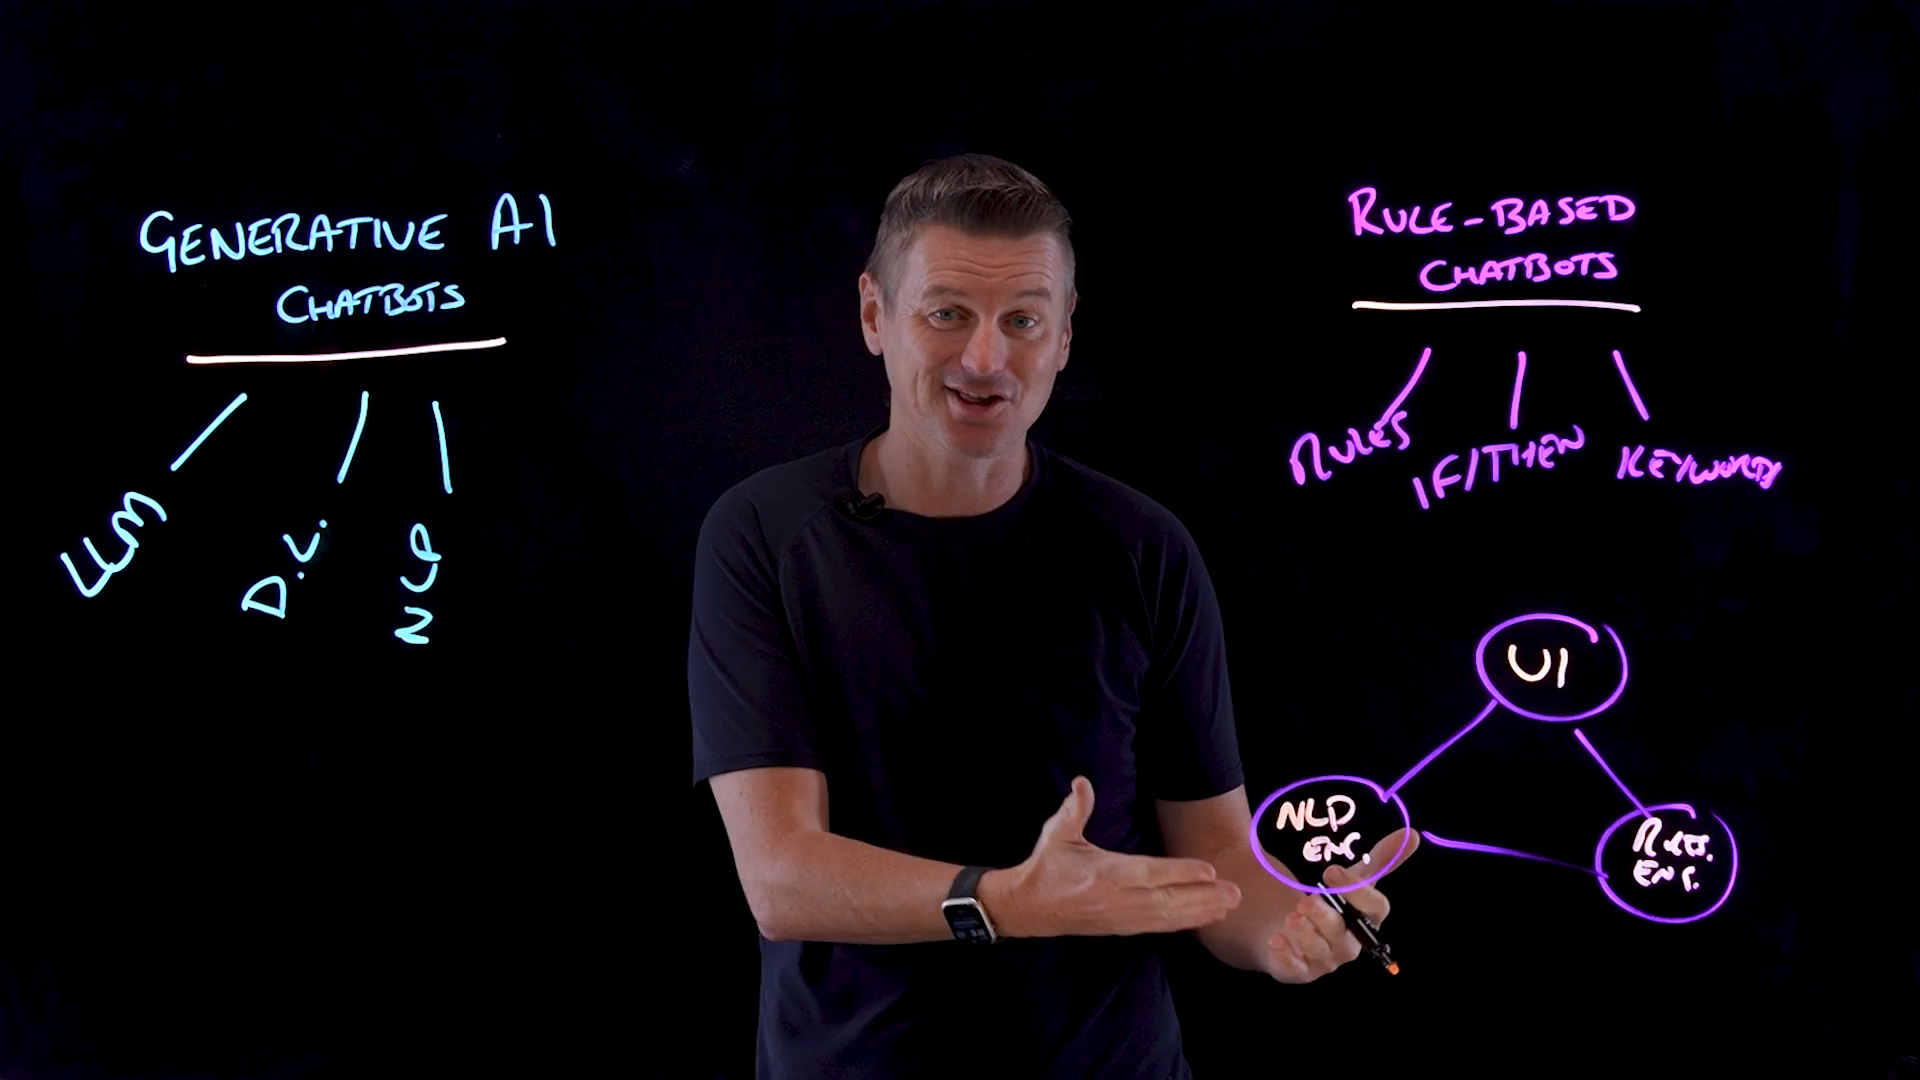 GENERATIVE AI
CHATBOTS
LLM
D.L.
NLP
RULE-BASED
CHATBOTS
RULES
IF/THEN
KEYWORDS
UI
NLP
ENG.
RULES.
ENG.